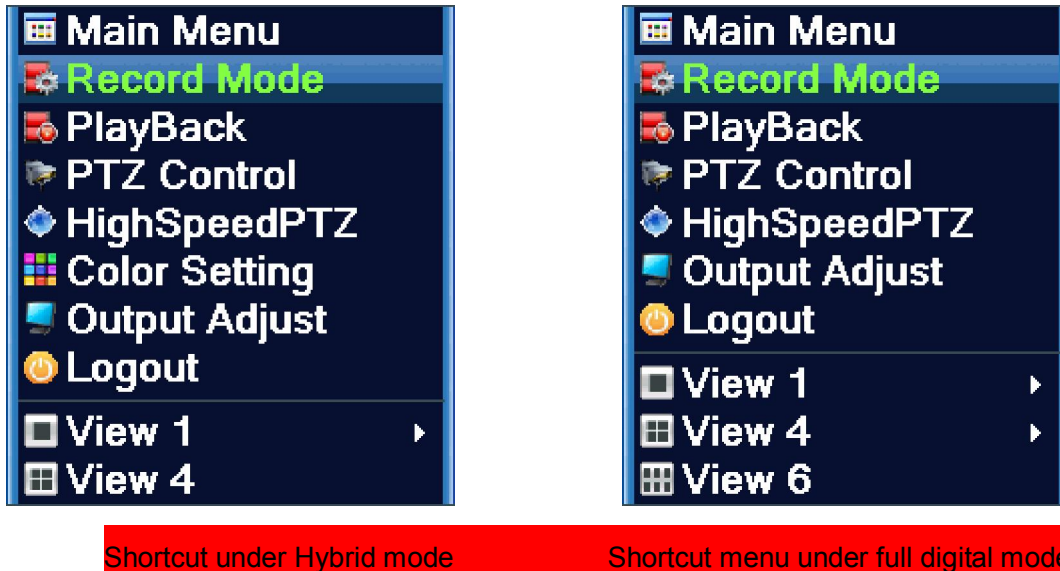 Main Menu
Record Mode
PlayBack
PTZ Control
HighSpeedPTZ
Color Setting
Output Adjust
Logout
View 1
View 4
Main Menu
Record Mode
PlayBack
PTZ Control
HighSpeedPTZ
Output Adjust
Logout
View 1
View 4
View 6
Shortcut under Hybrid mode Shortcut menu under full digital mode